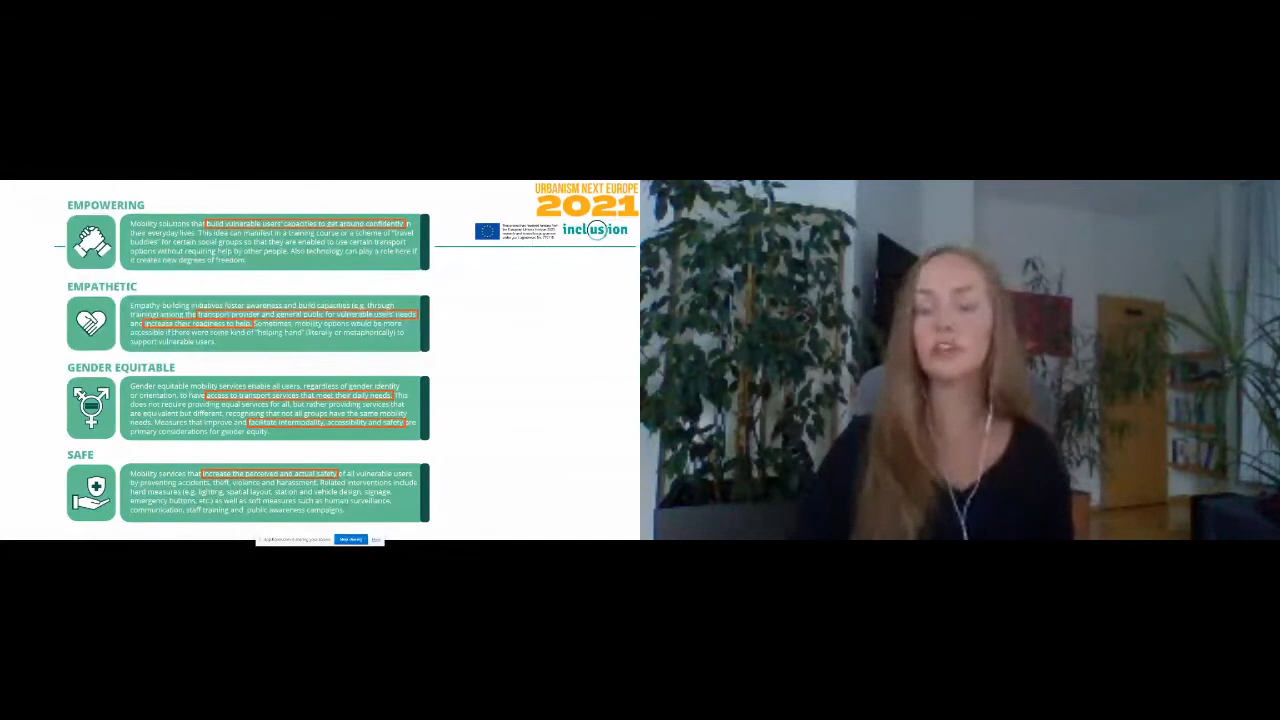 URBANISM NEXT EUROPE
2021
inclusion
EMPOWERING
Mobility solutions that build vulnerable users' capacities to get around confidently in
their everyday lives. This idea can manifest in a training course or a scheme of "travel
buddies" for certain social groups so that they are enabled to use certain transport
options without requiring help by other people. Also technology can play a role here if
it creates new degrees of freedom.
EMPATHETIC
Empathy-building initiatives foster awareness and build capacities (e.g. through
training) among the transport provider and general public for vulnerable users' needs
and increase their readiness to help. Sometimes, mobility options would be more
accessible if there were some kind of "helping hand" (literally or metaphorically) to
support vulnerable users.
GENDER EQUITABLE
Gender equitable mobility services enable all users, regardless of gender identity
or orientation, to have access to transport services that meet their daily needs. This
does not require providing equal services for all, but rather providing services that
are equivalent but different, recognising that not all groups have the same mobility
needs. Measures that improve and facilitate intermodality, accessibility and safety are
primary considerations for gender equity.
SAFE
Mobility services that increase the perceived and actual safety of all vulnerable users
by preventing accidents, theft, violence and harassment. Related interventions include
hard measures (e.g. lighting, spatial layout, station and vehicle design, signage,
emergency buttons, etc.) as well as soft measures such as human surveillance,
communication, staff training and public awareness campaigns.